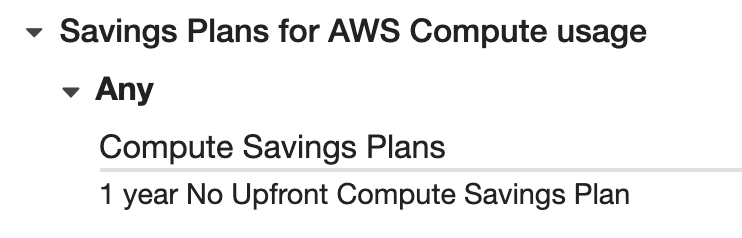 Savings Plans for AWS Compute usage
Any
Compute Savings Plans
1 year No Upfront Compute Savings Plan